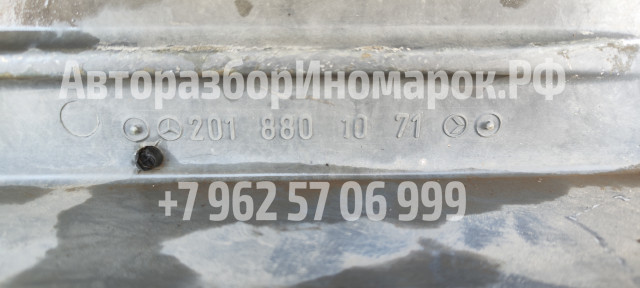 АвторазборИномарок.РФ
201 880 10 71
+7 962 57 06 999